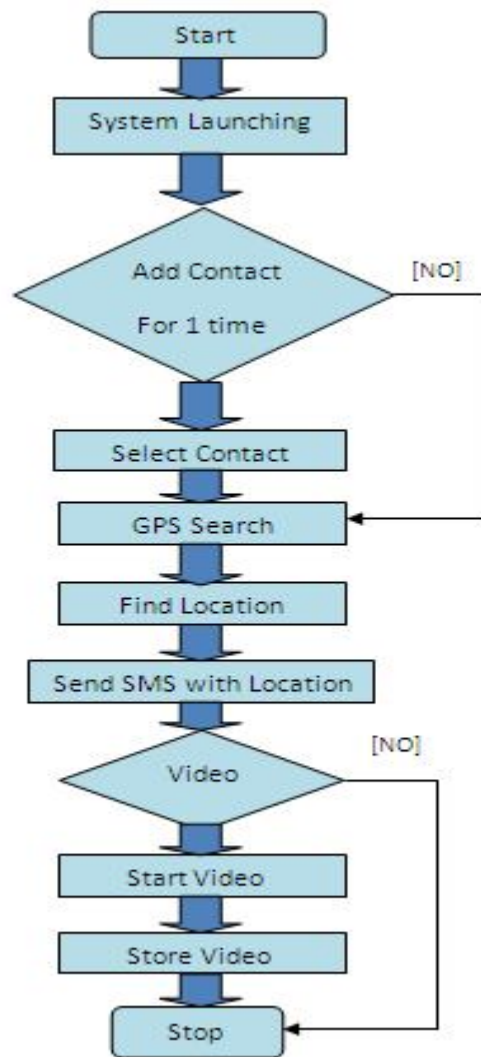 Start
System Launching
Add Contact
[NO]
For 1 time
Select Contact
GPS Search
Find Location
Send SMS with Location
[NO]
Video
Start Video
Store Video
Stop